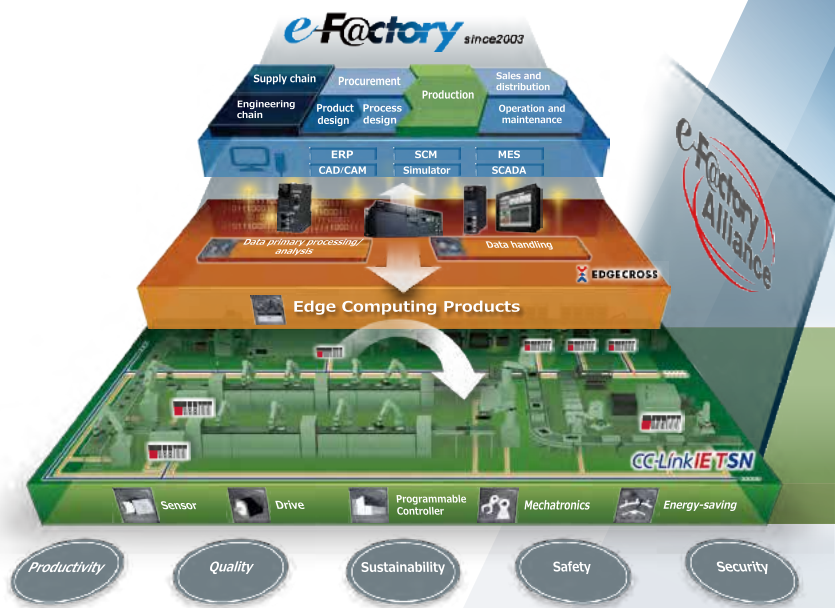 e-F@ctory since2003
Supply chain
Procurement
Production
Sales and
distribution
Engineering
chain
Product
design
Process
design
Operation and
maintenance
ERP
SCM
MES
CAD/CAM
Simulator
SCADA
e-F@ctory
Alliance
Data primary processing/
analysis
Data handling
EDGECROSS
Edge Computing Products
CC-Link IE TSN
Sensor
Drive
Programmable
Controller
Mechatronics
Energy-saving
Productivity
Quality
Sustainability
Safety
Security